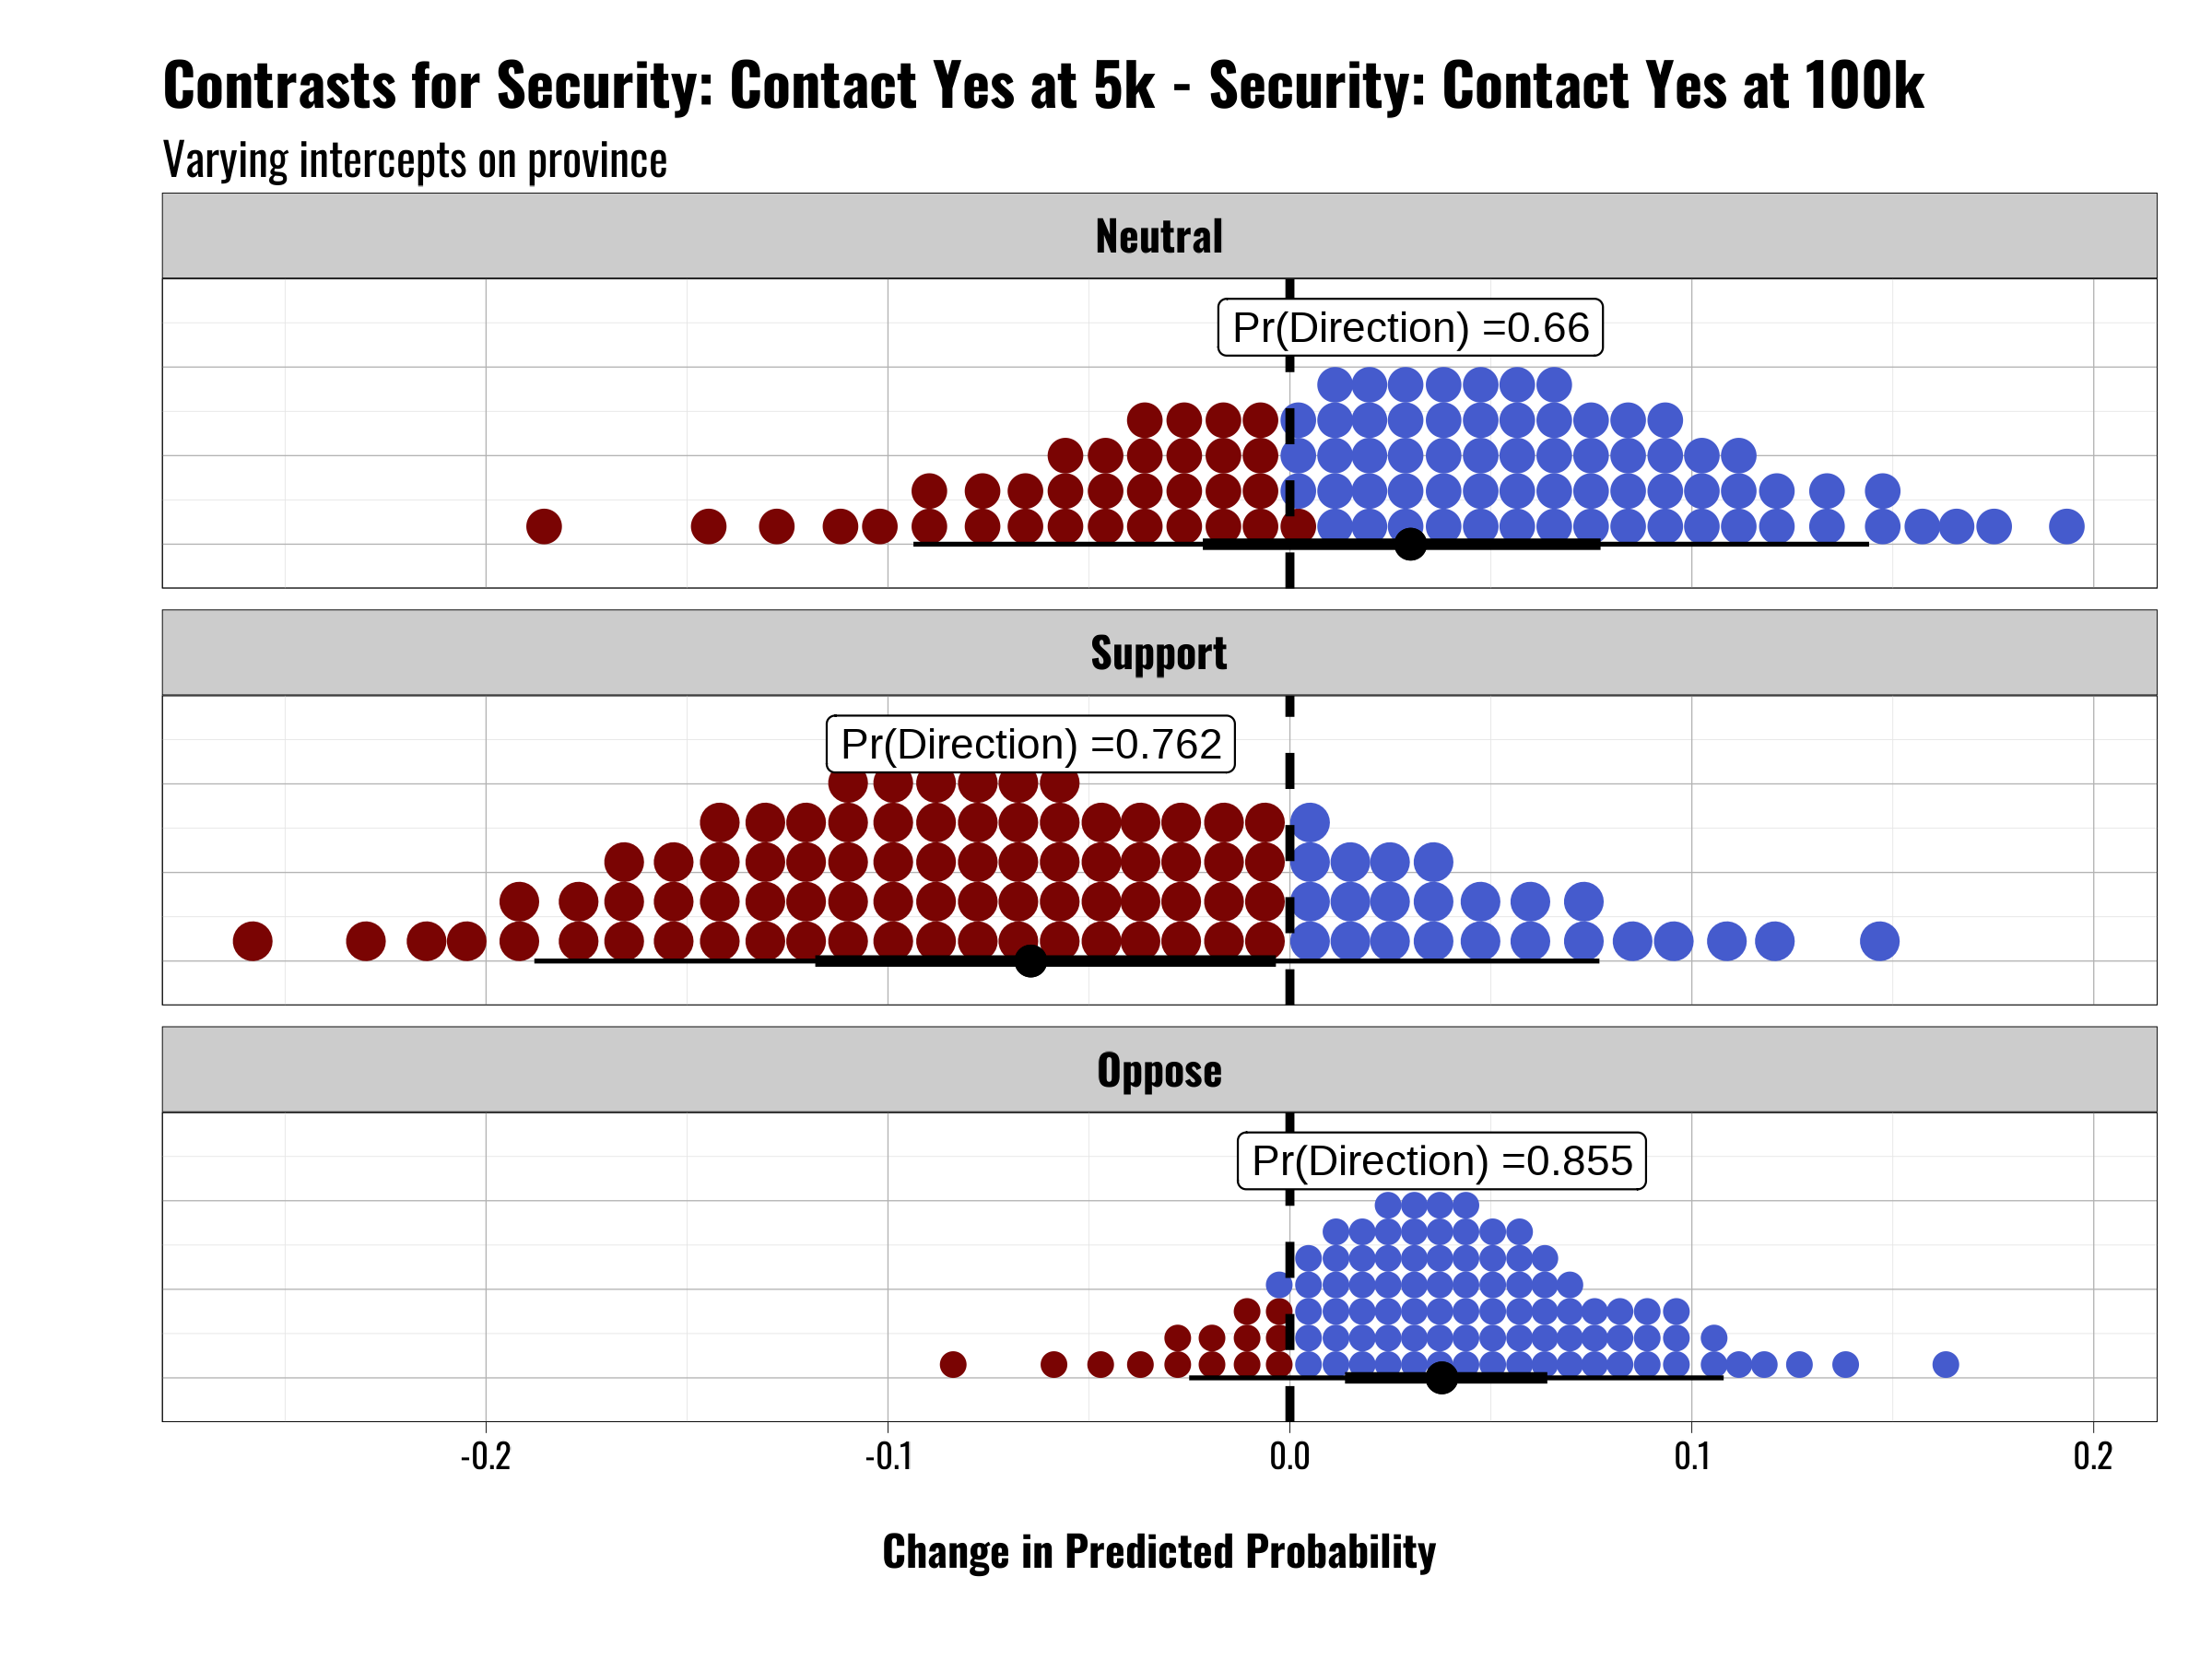 Contrasts for Security: Contact Yes at 5k - Security: Contact Yes at 100k
Varying intercepts on province
Neutral
Pr(Direction) =0.66
Support
Pr(Direction) =0.762
Oppose
Pr(Direction) =0.855
-0.2 -0.1 0.0 0.1 0.2
Change in Predicted Probability